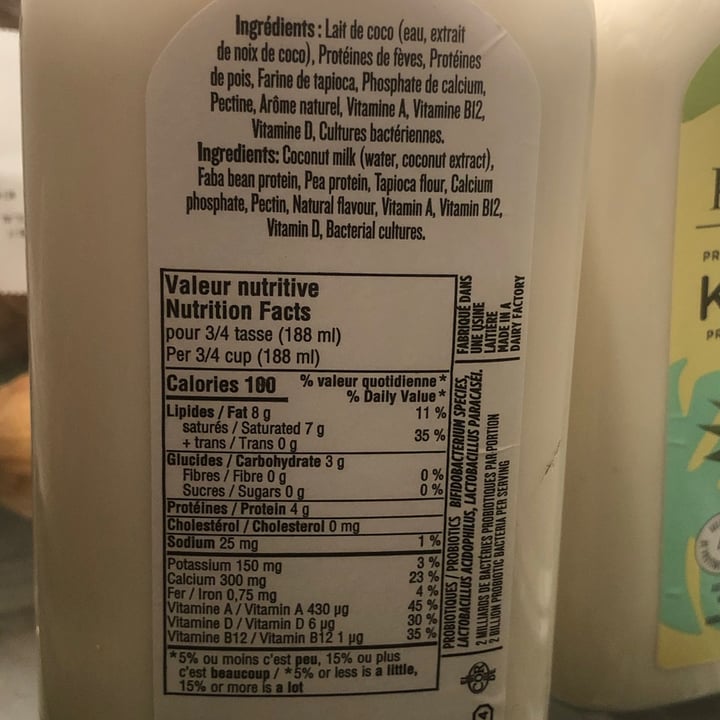 Ingrédients: Lait de coco (eau, extrait
de noix de coco), Protéines de fèves, Protéines
de pois, Farine de tapioca, Phosphate de calcium,
Pectine, Arôme naturel, Vitamine A, Vitamine B12,
Vitamine D, Cultures bactériennes.
Ingredients: Coconut milk (water, coconut extract),
Faba bean protein, Pea protein, Tapioca flour, Calcium
phosphate, Pectin, Natural flavour, Vitamin A, Vitamin B12,
Vitamin D, Bacterial cultures.
Valeur nutritive
Nutrition Facts
pour 3/4 tasse (188 ml)
Per 3/4 cup (188 ml)
Calories 100 % valeur quotidienne*
% Daily Value*
Lipides / Fat 8 g 11 %
saturés / Saturated 7 g
+ trans / Trans 0 g 35 %
Glucides / Carbohydrate 3 g
Fibres / Fibre 0 g 0 %
Sucres / Sugars 0 g 0 %
Protéines / Protein 4 g
Cholestérol / Cholesterol 0 mg
Sodium 25 mg 1 %
Potassium 150 mg 3 %
Calcium 300 mg 23 %
Fer / Iron 0,75 mg 4 %
Vitamine A / Vitamin A 430 µg 45 %
Vitamine D / Vitamin D 6 µg 30 %
Vitamine B12 / Vitamin B12 1 µg 35 %
*5% ou moins c'est peu, 15% ou plus
c'est beaucoup / *5% or less is a little,
15% or more is a lot
FABRIQUÉ DANS
UNE USINE
LAITIÈRE
MADE IN A
DAIRY FACTORY
PROBIOTIQUES / PROBIOTICS BIFIDOBACTERIUM SPECIES,
LACTOBACILLUS ACIDOPHILUS, LACTOBACILLUS PARACASEI.
2 MILLIARDS DE BACTÉRIES PROBIOTIQUES PAR PORTION
2 BILLION PROBIOTIC BACTERIA PER SERVING
COR
4
PR
K
PR